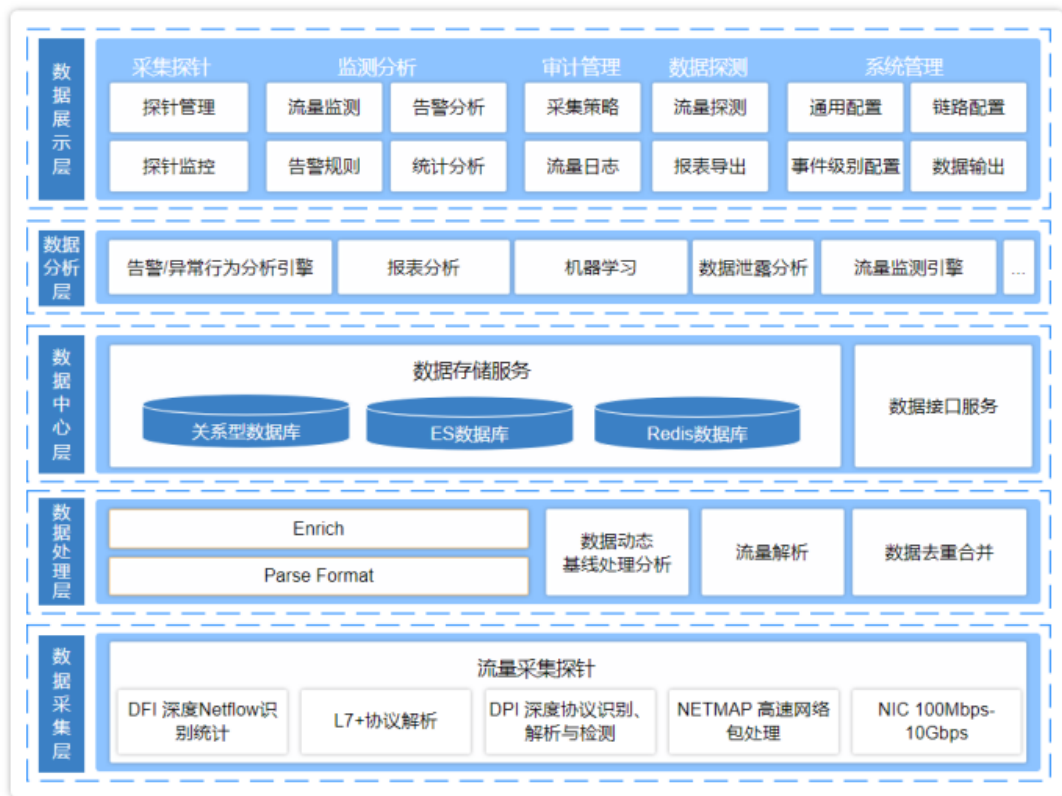 数据展示层
采集探针 监测分析 审计管理 数据探测 系统管理
探针管理 流量监测 告警分析 采集策略 流量探测 通用配置 链路配置
探针监控 告警规则 统计分析 流量日志 报表导出 事件级别配置 数据输出
数据分析层
告警/异常行为分析引擎 报表分析 机器学习 数据泄露分析 流量监测引擎 ...
数据中心层
数据存储服务
关系型数据库 ES数据库 Redis数据库
数据接口服务
数据处理层
Enrich
Parse Format
数据动态
基线处理分析
流量解析
数据去重合并
数据采集层
流量采集探针
DFI 深度Netflow识
别统计
L7+协议解析
DPI 深度协议识别、
解析与检测
NETMAP 高速网络
包处理
NIC 100Mbps-
10Gbps